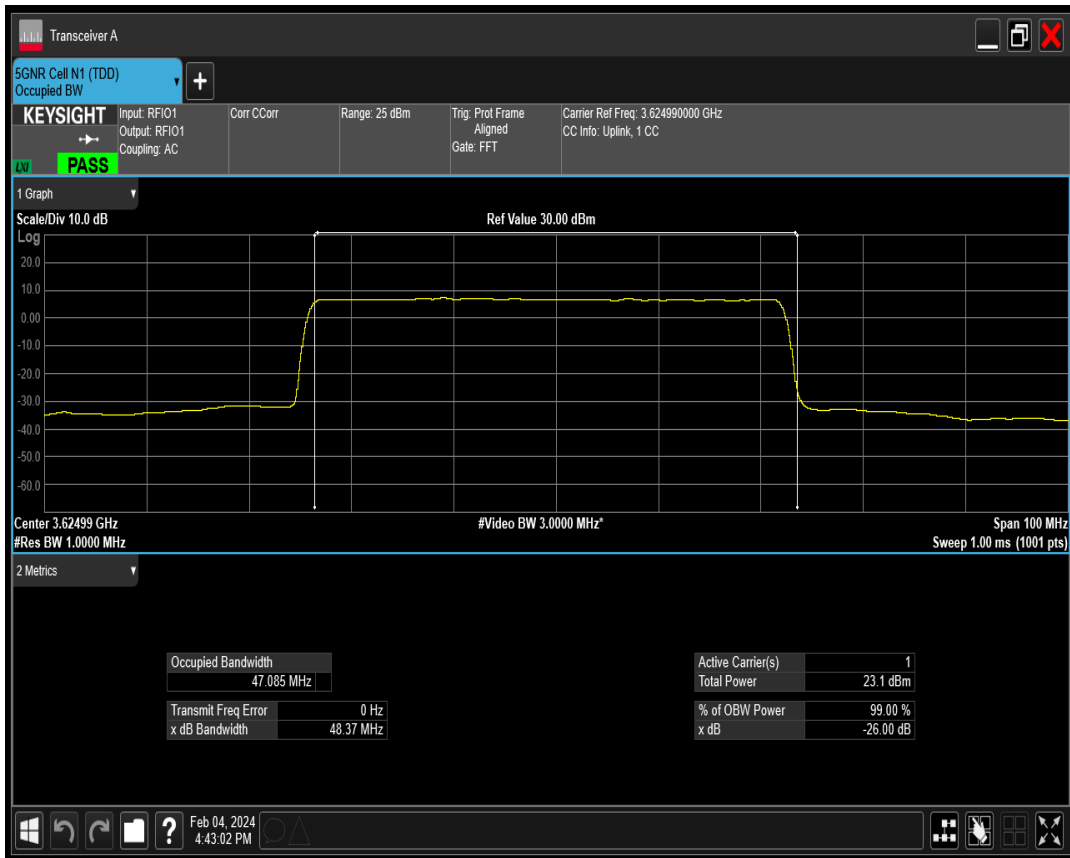 Transceiver A
5GNR Cell N1 (TDD)
Occupied BW
+
KEYSIGHT
LXI
PASS
Input: RFIO1
Output: RFIO1
Coupling: AC
Corr CCorr
Range: 25 dBm
Trig: Prot Frame
Aligned
Gate: FFT
Carrier Ref Freq: 3.624990000 GHz
CC Info: Uplink, 1 CC
1 Graph
Scale/Div 10.0 dB
Ref Value 30.00 dBm
Log
20.0
10.0
0.00
-10.0
-20.0
-30.0
-40.0
-50.0
-60.0
Center 3.62499 GHz
#Video BW 3.0000 MHz*
Span 100 MHz
#Res BW 1.0000 MHz
Sweep 1.00 ms (1001 pts)
2 Metrics
Occupied Bandwidth
47.085 MHz
Transmit Freq Error 0 Hz
x dB Bandwidth 48.37 MHz
Active Carrier(s) 1
Total Power 23.1 dBm
% of OBW Power 99.00 %
x dB -26.00 dB
?
Feb 04, 2024
4:43:02 PM